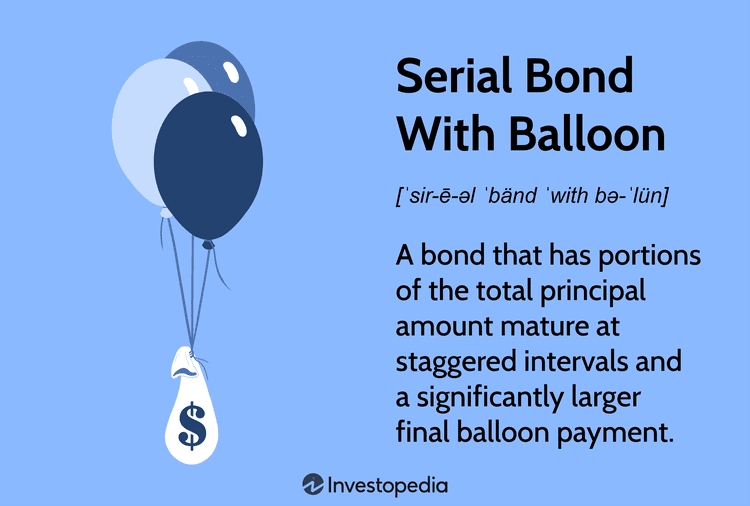 Serial Bond
With Balloon
[ˈsir-ē-əl ˈbänd ˈwith bə-ˈlün]
A bond that has portions
of the total principal
amount mature at
staggered intervals and
a significantly larger
final balloon payment.
$
Investopedia